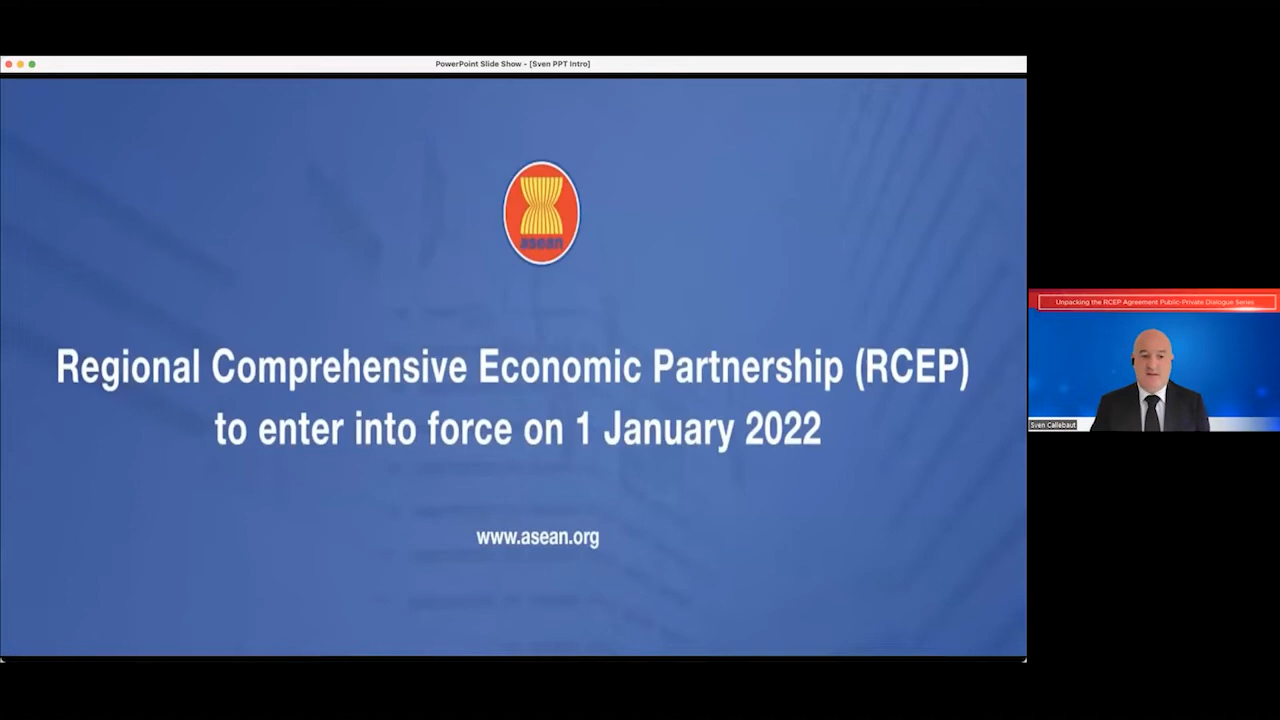 PowerPoint Slide Show - [Sven PPT Intro]
asean
Regional Comprehensive Economic Partnership (RCEP)
to enter into force on 1 January 2022
www.asean.org
Unpacking the RCEP Agreement Public-Private Dialogue Series
Sven Callebaut